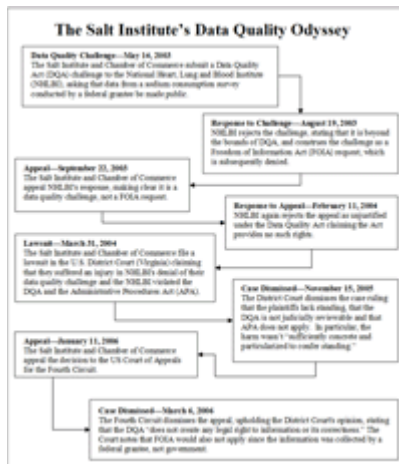 The Salt Institute's Data Quality Odyssey
Data Quality Challenge—May 14, 2003
The Salt Institute and Chamber of Commerce submit a Data Quality
Act (DQA) challenge to the National Heart, Lung and Blood Institute
(NHLBI), asking that data from a sodium consumption survey
conducted by a federal grantee be made public.
Response to Challenge—August 19, 2003
NHLBI rejects the challenge, stating that it is beyond
the bounds of DQA, and construes the challenge as a
Freedom of Information Act (FOIA) request, which
is subsequently denied.
Appeal—September 22, 2003
The Salt Institute and Chamber of Commerce
appeal NHLBI's response, making clear it is a
data quality challenge, not a FOIA request.
Response to Appeal—February 11, 2004
NHLBI again rejects the appeal as unjustified
under the Data Quality Act claiming the Act
provides no such rights.
Lawsuit—March 31, 2004
The Salt Institute and Chamber of Commerce file a
lawsuit in the U.S. District Court (Virginia) claiming
that they suffered an injury in NHLBI's denial of their
data quality challenge and the NHLBI violated the
DQA and the Administrative Procedures Act (APA).
Case Dismissed—November 15, 2005
The District Court dismisses the case ruling that
the plaintiffs lack standing, that the
DQA is not judicially reviewable and that
APA does not apply. In particular, the
harm wasn't "sufficiently concrete and
particularized to confer standing."
Appeal—January 11, 2006
The Salt Institute and Chamber of Commerce
appeal the decision to the US Court of Appeals
for the Fourth Circuit.
Case Dismissed—March 6, 2006
The Fourth Circuit dismisses the appeal, upholding the District Court's opinion, stating
that the DQA "does not create any legal right to information or its correctness." The
Court notes that FOIA would also not apply since the information was collected by a
federal grantee, not government.